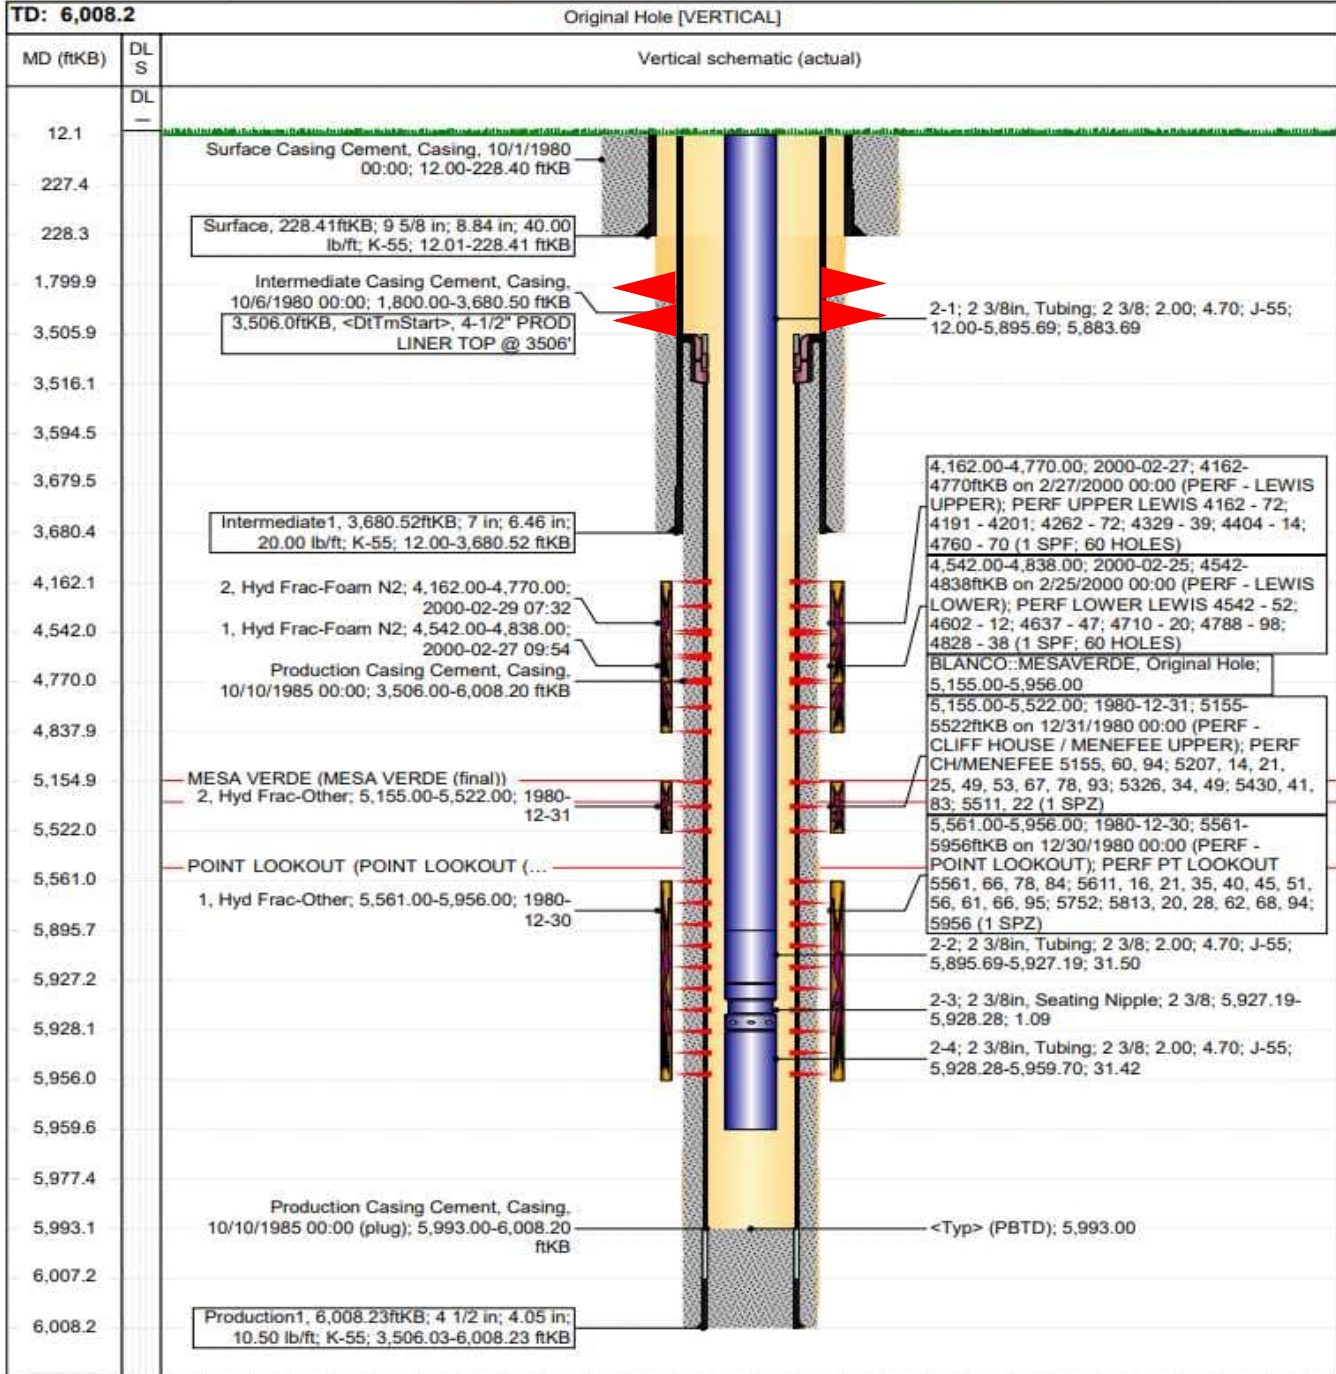 TD: 6,008.2
Original Hole [VERTICAL]
MD (ftKB)
DL
S
Vertical schematic (actual)
DL
—
12.1
227.4
228.3
1,799.9
3,505.9
3,516.1
3,594.5
3,679.5
3,680.4
4,162.1
4,542.0
4,770.0
4,837.9
5,154.9
5,522.0
5,561.0
5,895.7
5,927.2
5,928.1
5,956.0
5,959.6
5,977.4
5,993.1
6,007.2
6,008.2
Surface Casing Cement, Casing, 10/1/1980
00:00; 12.00-228.40 ftKB
Surface, 228.41ftKB; 9 5/8 in; 8.84 in; 40.00
lb/ft; K-55; 12.01-228.41 ftKB
Intermediate Casing Cement, Casing,
10/6/1980 00:00; 1,800.00-3,680.50 ftKB
3,506.0ftKB, <DtTmStart>, 4-1/2" PROD
LINER TOP @ 3506'
Intermediate1, 3,680.52ftKB; 7 in; 6.46 in;
20.00 lb/ft; K-55; 12.00-3,680.52 ftKB
2, Hyd Frac-Foam N2; 4,162.00-4,770.00;
2000-02-29 07:32
1, Hyd Frac-Foam N2; 4,542.00-4,838.00;
2000-02-27 09:54
Production Casing Cement, Casing,
10/10/1985 00:00; 3,506.00-6,008.20 ftKB
MESA VERDE (MESA VERDE (final))
2, Hyd Frac-Other; 5,155.00-5,522.00; 1980-
12-31
POINT LOOKOUT (POINT LOOKOUT (...
1, Hyd Frac-Other; 5,561.00-5,956.00; 1980-
12-30
Production Casing Cement, Casing,
10/10/1985 00:00 (plug); 5,993.00-6,008.20
ftKB
Production1, 6,008.23ftKB; 4 1/2 in; 4.05 in;
10.50 lb/ft; K-55; 3,506.03-6,008.23 ftKB
2-1; 2 3/8in, Tubing; 2 3/8; 2.00; 4.70; J-55;
12.00-5,895.69; 5,883.69
4,162.00-4,770.00; 2000-02-27; 4162-
4770ftKB on 2/27/2000 00:00 (PERF - LEWIS
UPPER); PERF UPPER LEWIS 4162 - 72;
4191 - 4201; 4262 - 72; 4329 - 39; 4404 - 14;
4760 - 70 (1 SPF; 60 HOLES)
4,542.00-4,838.00; 2000-02-25; 4542-
4838ftKB on 2/25/2000 00:00 (PERF - LEWIS
LOWER); PERF LOWER LEWIS 4542 - 52;
4602 - 12; 4637 - 47; 4710 - 20; 4788 - 98;
4828 - 38 (1 SPF; 60 HOLES)
BLANCO::MESAVERDE, Original Hole;
5,155.00-5,956.00
5,155.00-5,522.00; 1980-12-31; 5155-
5522ftKB on 12/31/1980 00:00 (PERF -
CLIFF HOUSE / MENEFEE UPPER); PERF
CH/MENEFEE 5155, 60, 94; 5207, 14, 21,
25, 49, 53, 67, 78, 93; 5326, 34, 49; 5430, 41,
83; 5511, 22 (1 SPZ)
5,561.00-5,956.00; 1980-12-30; 5561-
5956ftKB on 12/30/1980 00:00 (PERF -
POINT LOOKOUT); PERF PT LOOKOUT
5561, 66, 78, 84; 5611, 16, 21, 35, 40, 45, 51,
56, 61, 66, 95; 5752; 5813, 20, 28, 62, 68, 94;
5956 (1 SPZ)
2-2; 2 3/8in, Tubing; 2 3/8; 2.00; 4.70; J-55;
5,895.69-5,927.19; 31.50
2-3; 2 3/8in, Seating Nipple; 2 3/8; 5,927.19-
5,928.28; 1.09
2-4; 2 3/8in, Tubing; 2 3/8; 2.00; 4.70; J-55;
5,928.28-5,959.70; 31.42
<Typ> (PBTD); 5,993.00